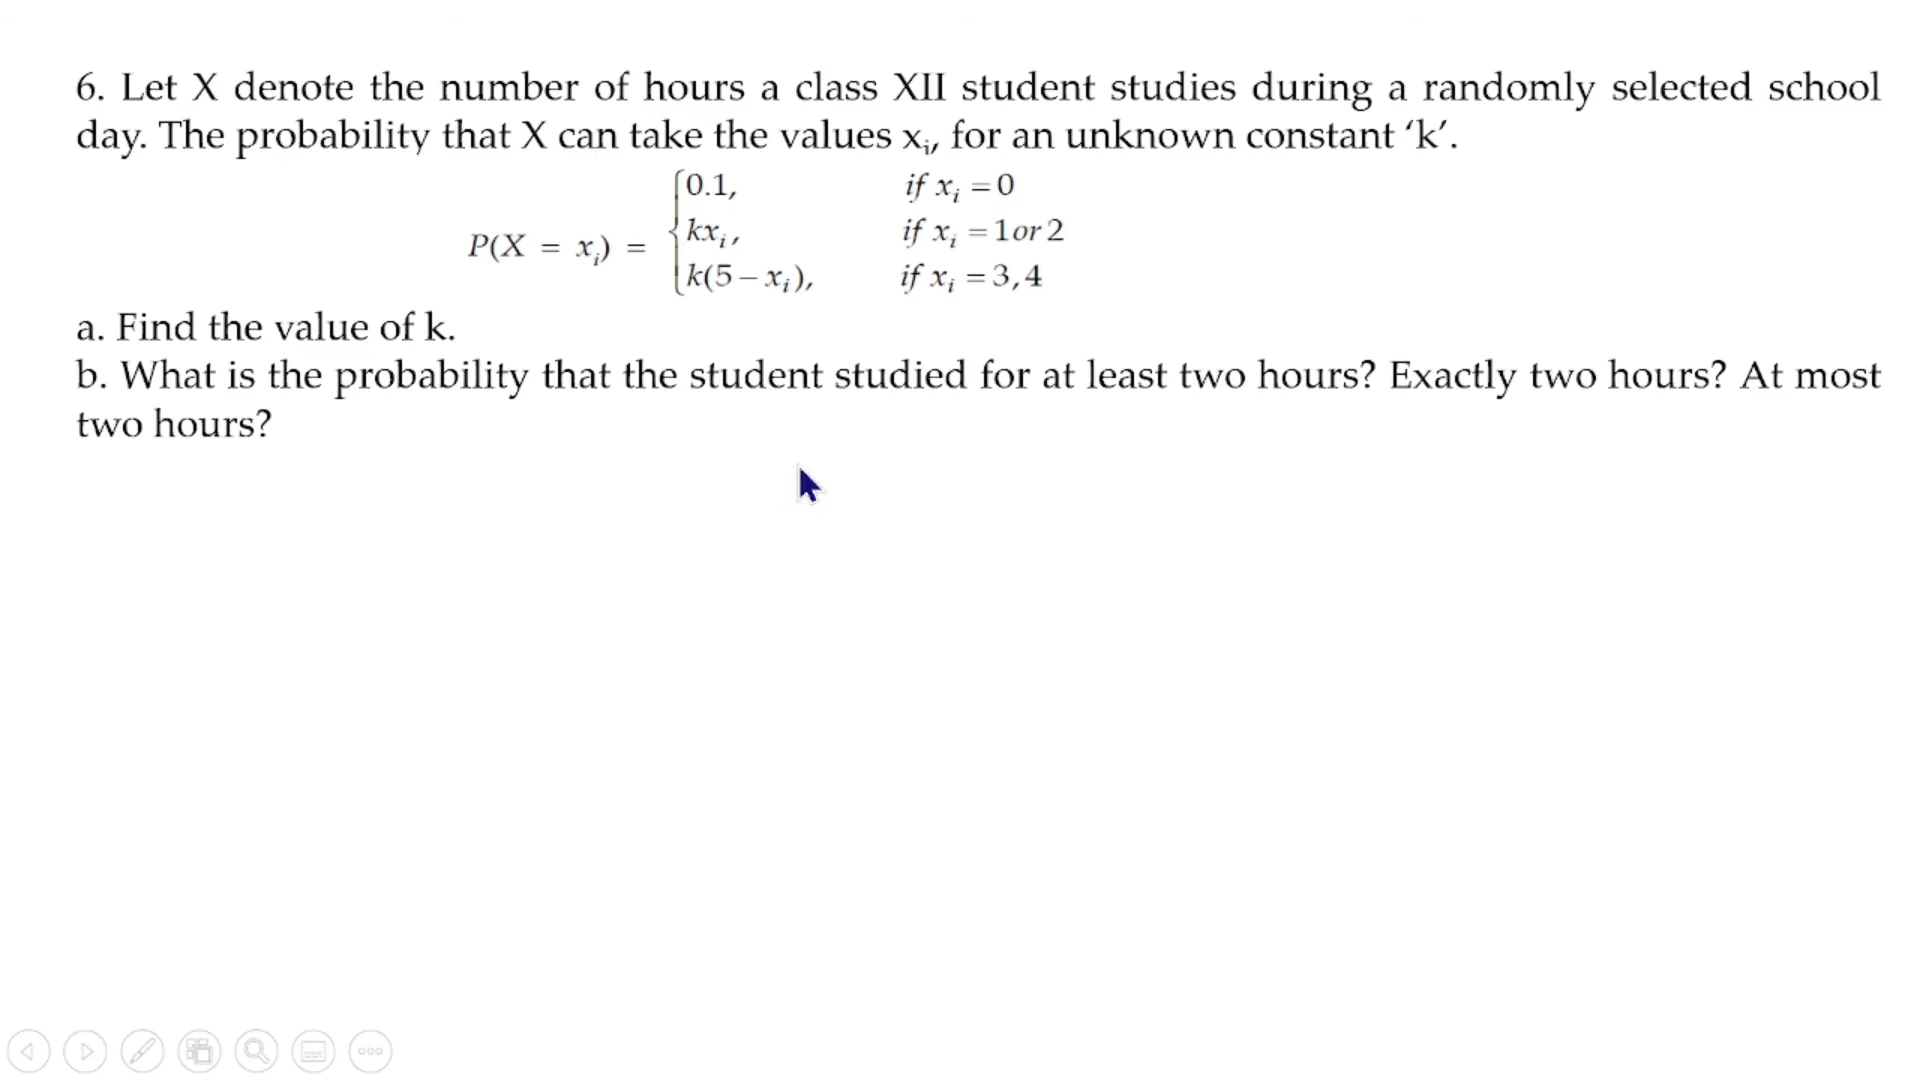 6. Let X denote the number of hours a class XII student studies during a randomly selected school
day. The probability that X can take the values xᵢ, for an unknown constant ‘k’.
P(X = xᵢ) = {0.1, if xᵢ = 0
kxᵢ, if xᵢ = 1 or 2
k(5 – xᵢ), if xᵢ = 3, 4
a. Find the value of k.
b. What is the probability that the student studied for at least two hours? Exactly two hours? At most
two hours?